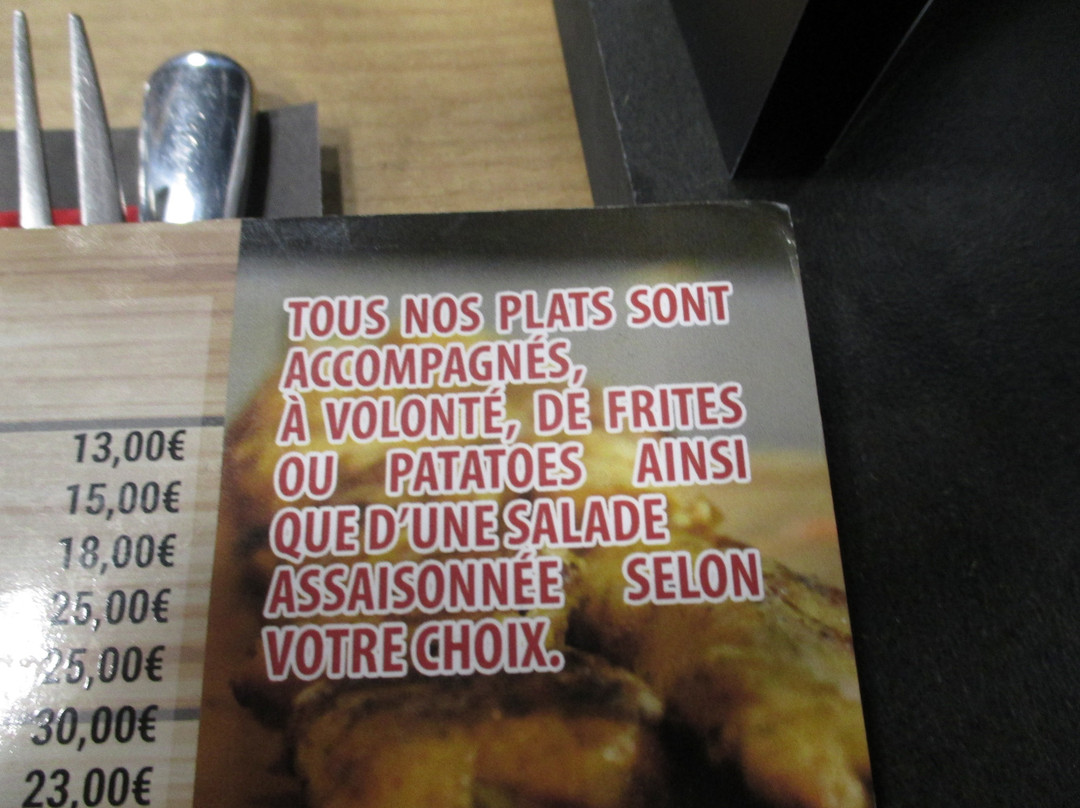 TOUS NOS PLATS SONT
ACCOMPAGNÉS,
À VOLONTÉ, DE FRITES
OU PATATOES AINSI
QUE D'UNE SALADE
ASSAISONNÉE SELON
VOTRE CHOIX.
13,00€
15,00€
18,00€
25,00€
25,00€
30,00€
23,00€